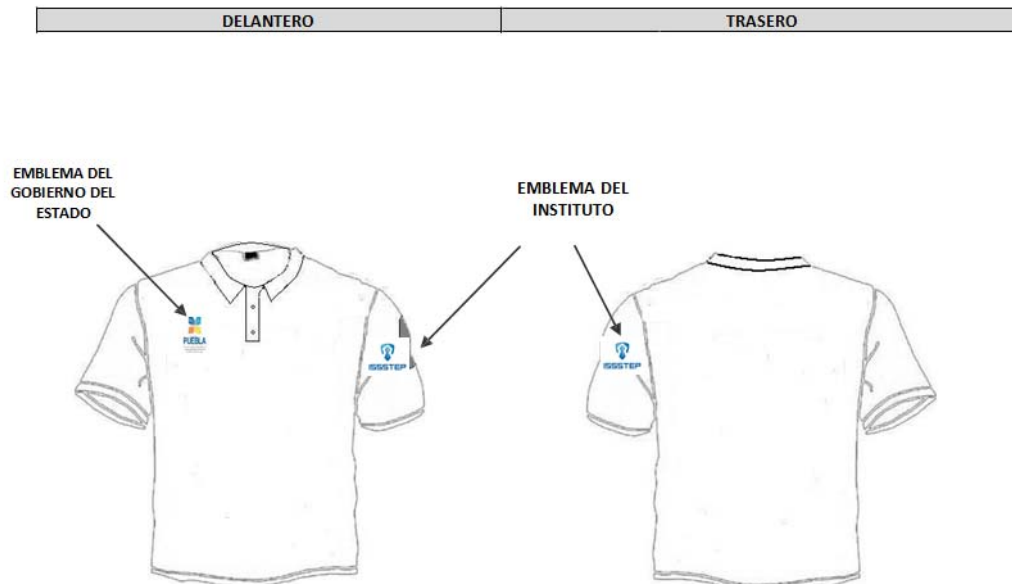 DELANTERO
TRASERO
EMBLEMA DEL
GOBIERNO DEL
ESTADO
EMBLEMA DEL
INSTITUTO
PUEBLA
ISSSTEP
ISSSTEP